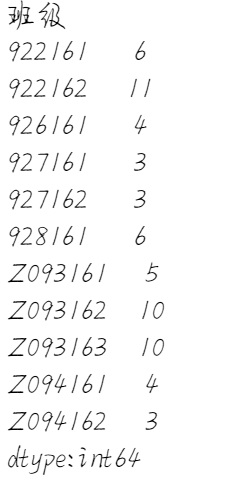 班级
922161 6
922162 11
926161 4
927161 3
927162 3
928161 6
Z093161 5
Z093162 10
Z093163 10
Z094161 4
Z094162 3
dtype:int64